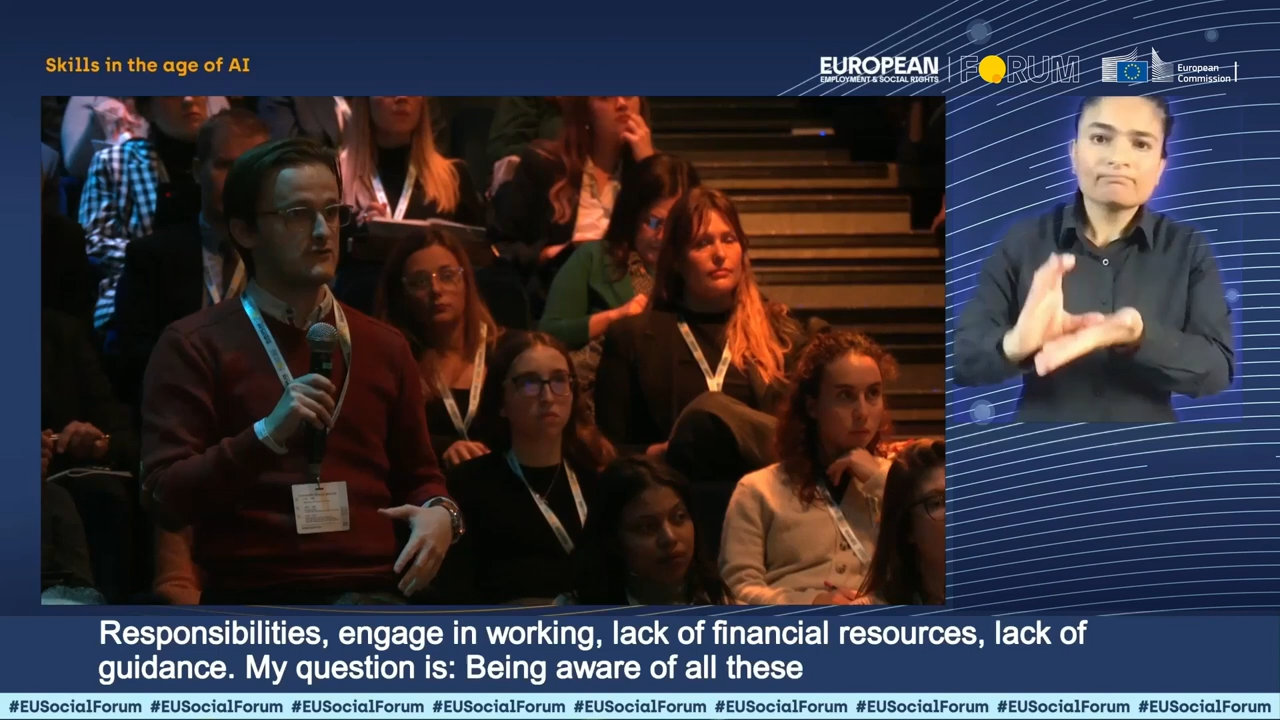 Skills in the age of AI
EUROPEAN
EMPLOYMENT & SOCIAL RIGHTS
FORUM
European
Commission
Responsibilities, engage in working, lack of financial resources, lack of
guidance. My question is: Being aware of all these
#EUSocialForum #EUSocialForum #EUSocialForum #EUSocialForum #EUSocialForum #EUSocialForum #EUSocialForum #EUSocialForum #EUSocialForum